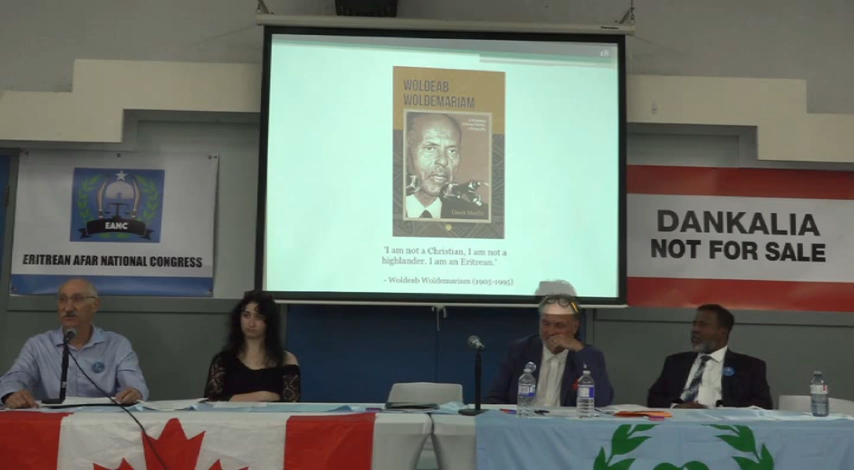 18
WOLDEAB
WOLDEMARIAM
'I am not a Christian, I am not a
highlander. I am an Eritrean.'
- Woldeab Woldemariam (1905-1995)
EANC
ERITREAN AFAR NATIONAL CONGRESS
DANKALIA
NOT FOR SALE